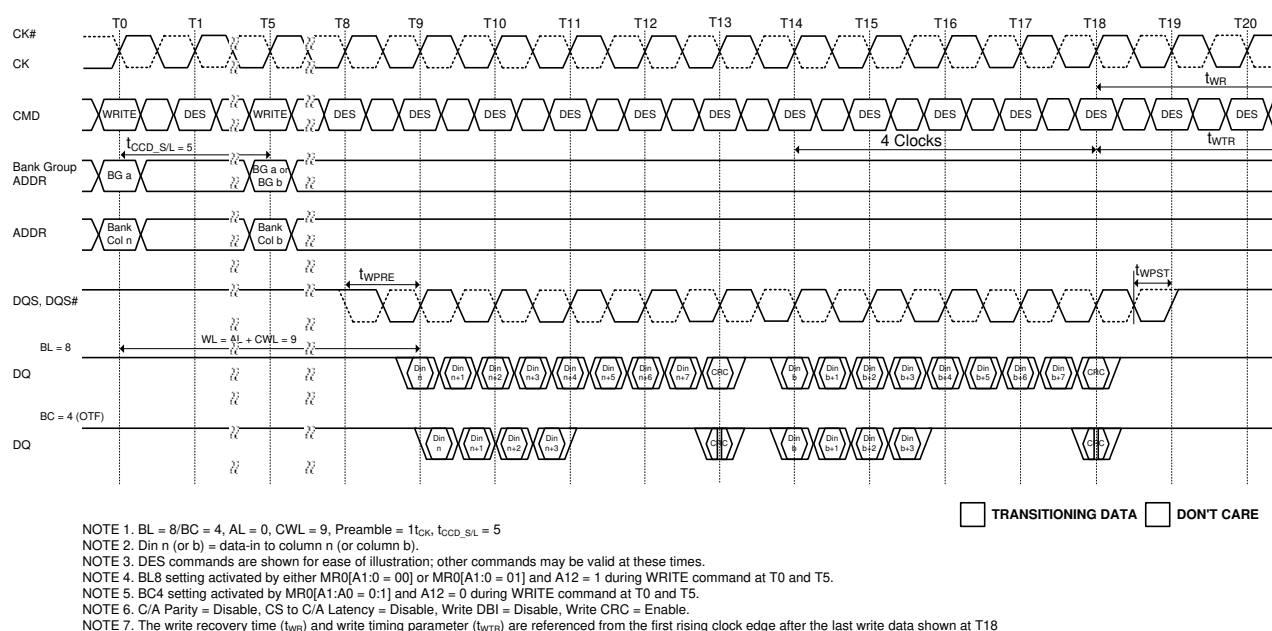 T0 T1 T5 T8 T9 T10 T11 T12 T13 T14 T15 T16 T17 T18 T19 T20
CK#
CK
tWR
CMD WRITE DES WRITE DES DES DES DES DES DES DES DES DES DES DES DES DES
tCCD_S/L = 5
4 Clocks
tWTR
Bank Group
ADDR
BG a
BG a or
BG b
ADDR
Bank
Col n
Bank
Col b
tWPRE
tWPST
DQS, DQS#
WL = AL + CWL = 9
BL = 8
DQ
Din n Din n+1 Din n+2 Din n+3 Din n+4 Din n+5 Din n+6 Din n+7 CRC Din b Din b+1 Din b+2 Din b+3 Din b+4 Din b+5 Din b+6 Din b+7 CRC
BC = 4 (OTF)
DQ
Din n Din n+1 Din n+2 Din n+3 CRC Din b Din b+1 Din b+2 Din b+3 CRC
TRANSITIONING DATA DON'T CARE
NOTE 1. BL = 8/BC = 4, AL = 0, CWL = 9, Preamble = 1tCK, tCCD_S/L = 5
NOTE 2. Din n (or b) = data-in to column n (or column b).
NOTE 3. DES commands are shown for ease of illustration; other commands may be valid at these times.
NOTE 4. BL8 setting activated by either MR0[A1:0 = 00] or MR0[A1:0 = 01] and A12 = 1 during WRITE command at T0 and T5.
NOTE 5. BC4 setting activated by MR0[A1:A0 = 0:1] and A12 = 0 during WRITE command at T0 and T5.
NOTE 6. C/A Parity = Disable, CS to C/A Latency = Disable, Write DBI = Disable, Write CRC = Enable.
NOTE 7. The write recovery time (tWR) and write timing parameter (tWTR) are referenced from the first rising clock edge after the last write data shown at T18